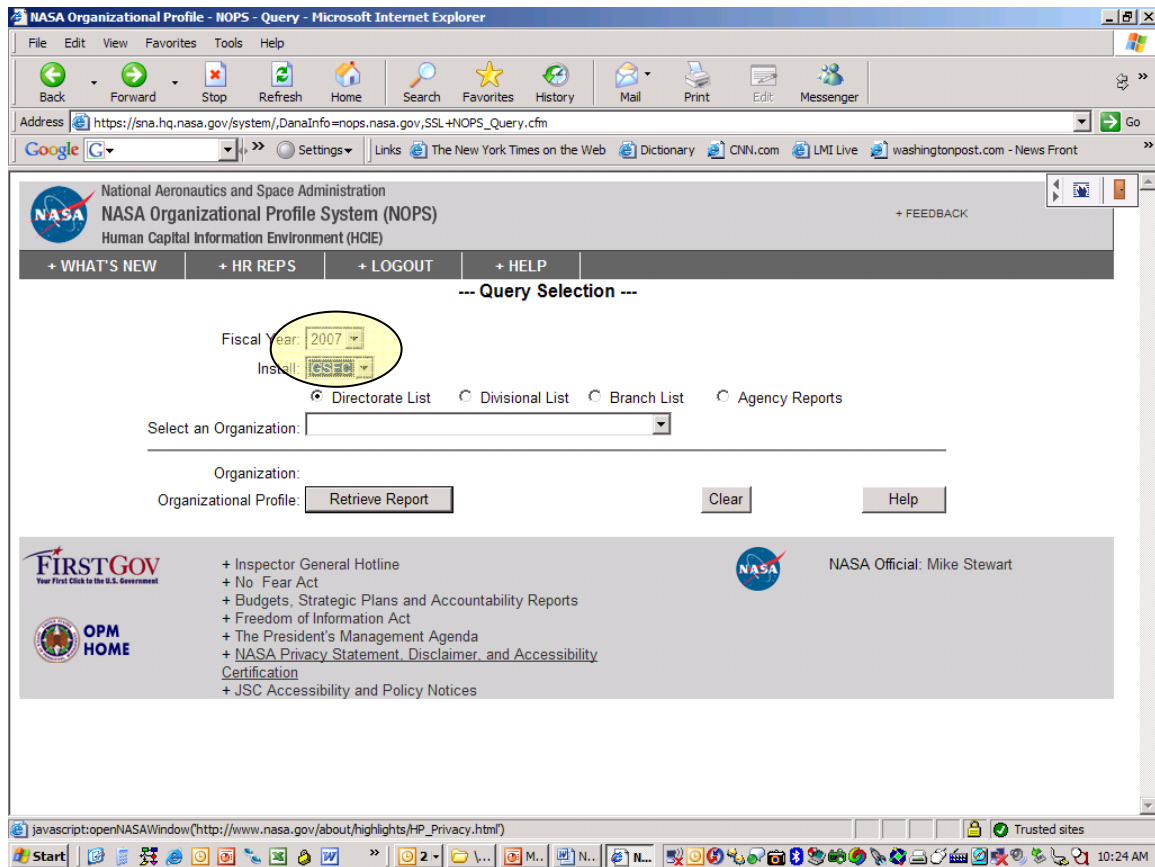 NASA Organizational Profile - NOPS - Query - Microsoft Internet Explorer
File Edit View Favorites Tools Help
Back Forward Stop Refresh Home Search Favorites History Mail Print Edit Messenger
Address https://sna.hq.nasa.gov/system/,DanaInfo=nops.nasa.gov,SSL+NOPS_Query.cfm Go
Google G Settings Links The New York Times on the Web Dictionary CNN.com LMI Live washingtonpost.com - News Front
National Aeronautics and Space Administration
NASA NASA Organizational Profile System (NOPS) + FEEDBACK
Human Capital Information Environment (HCIE)
+ WHAT'S NEW + HR REPS + LOGOUT + HELP
--- Query Selection ---
Fiscal Year: 2007
Install: GSFC
Directorate List Divisional List Branch List Agency Reports
Select an Organization:
Organization:
Organizational Profile: Retrieve Report Clear Help
FIRSTGOV
Your First Click to the U.S. Government
+ Inspector General Hotline
NASA
NASA Official: Mike Stewart
+ No Fear Act
+ Budgets, Strategic Plans and Accountability Reports
+ Freedom of Information Act
OPM
HOME
+ The President's Management Agenda
+ NASA Privacy Statement, Disclaimer, and Accessibility
Certification
+ JSC Accessibility and Policy Notices
javascript:openNASAWindow('http://www.nasa.gov/about/highlights/HP_Privacy.html') Trusted sites
Start 2 \... M.. N.. N... 10:24 AM